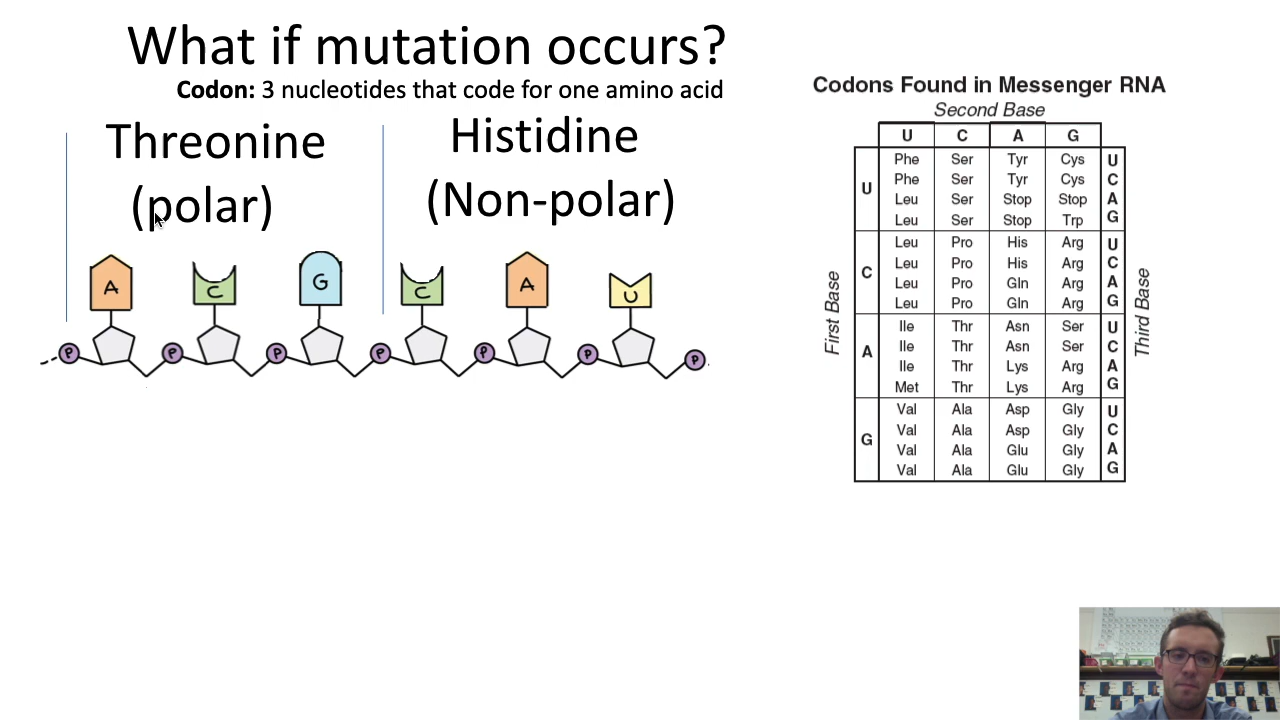 What if mutation occurs?
Codon: 3 nucleotides that code for one amino acid
Threonine
(polar)
Histidine
(Non-polar)
A C G C A U
P P P P P P P
Codons Found in Messenger RNA
Second Base
U C A G
First Base
Third Base
U Phe Ser Tyr Cys U
Phe Ser Tyr Cys C
Leu Ser Stop Stop A
Leu Ser Stop Trp G
C Leu Pro His Arg U
Leu Pro His Arg C
Leu Pro Gln Arg A
Leu Pro Gln Arg G
A Ile Thr Asn Ser U
Ile Thr Asn Ser C
Ile Thr Lys Arg A
Met Thr Lys Arg G
G Val Ala Asp Gly U
Val Ala Asp Gly C
Val Ala Glu Gly A
Val Ala Glu Gly G